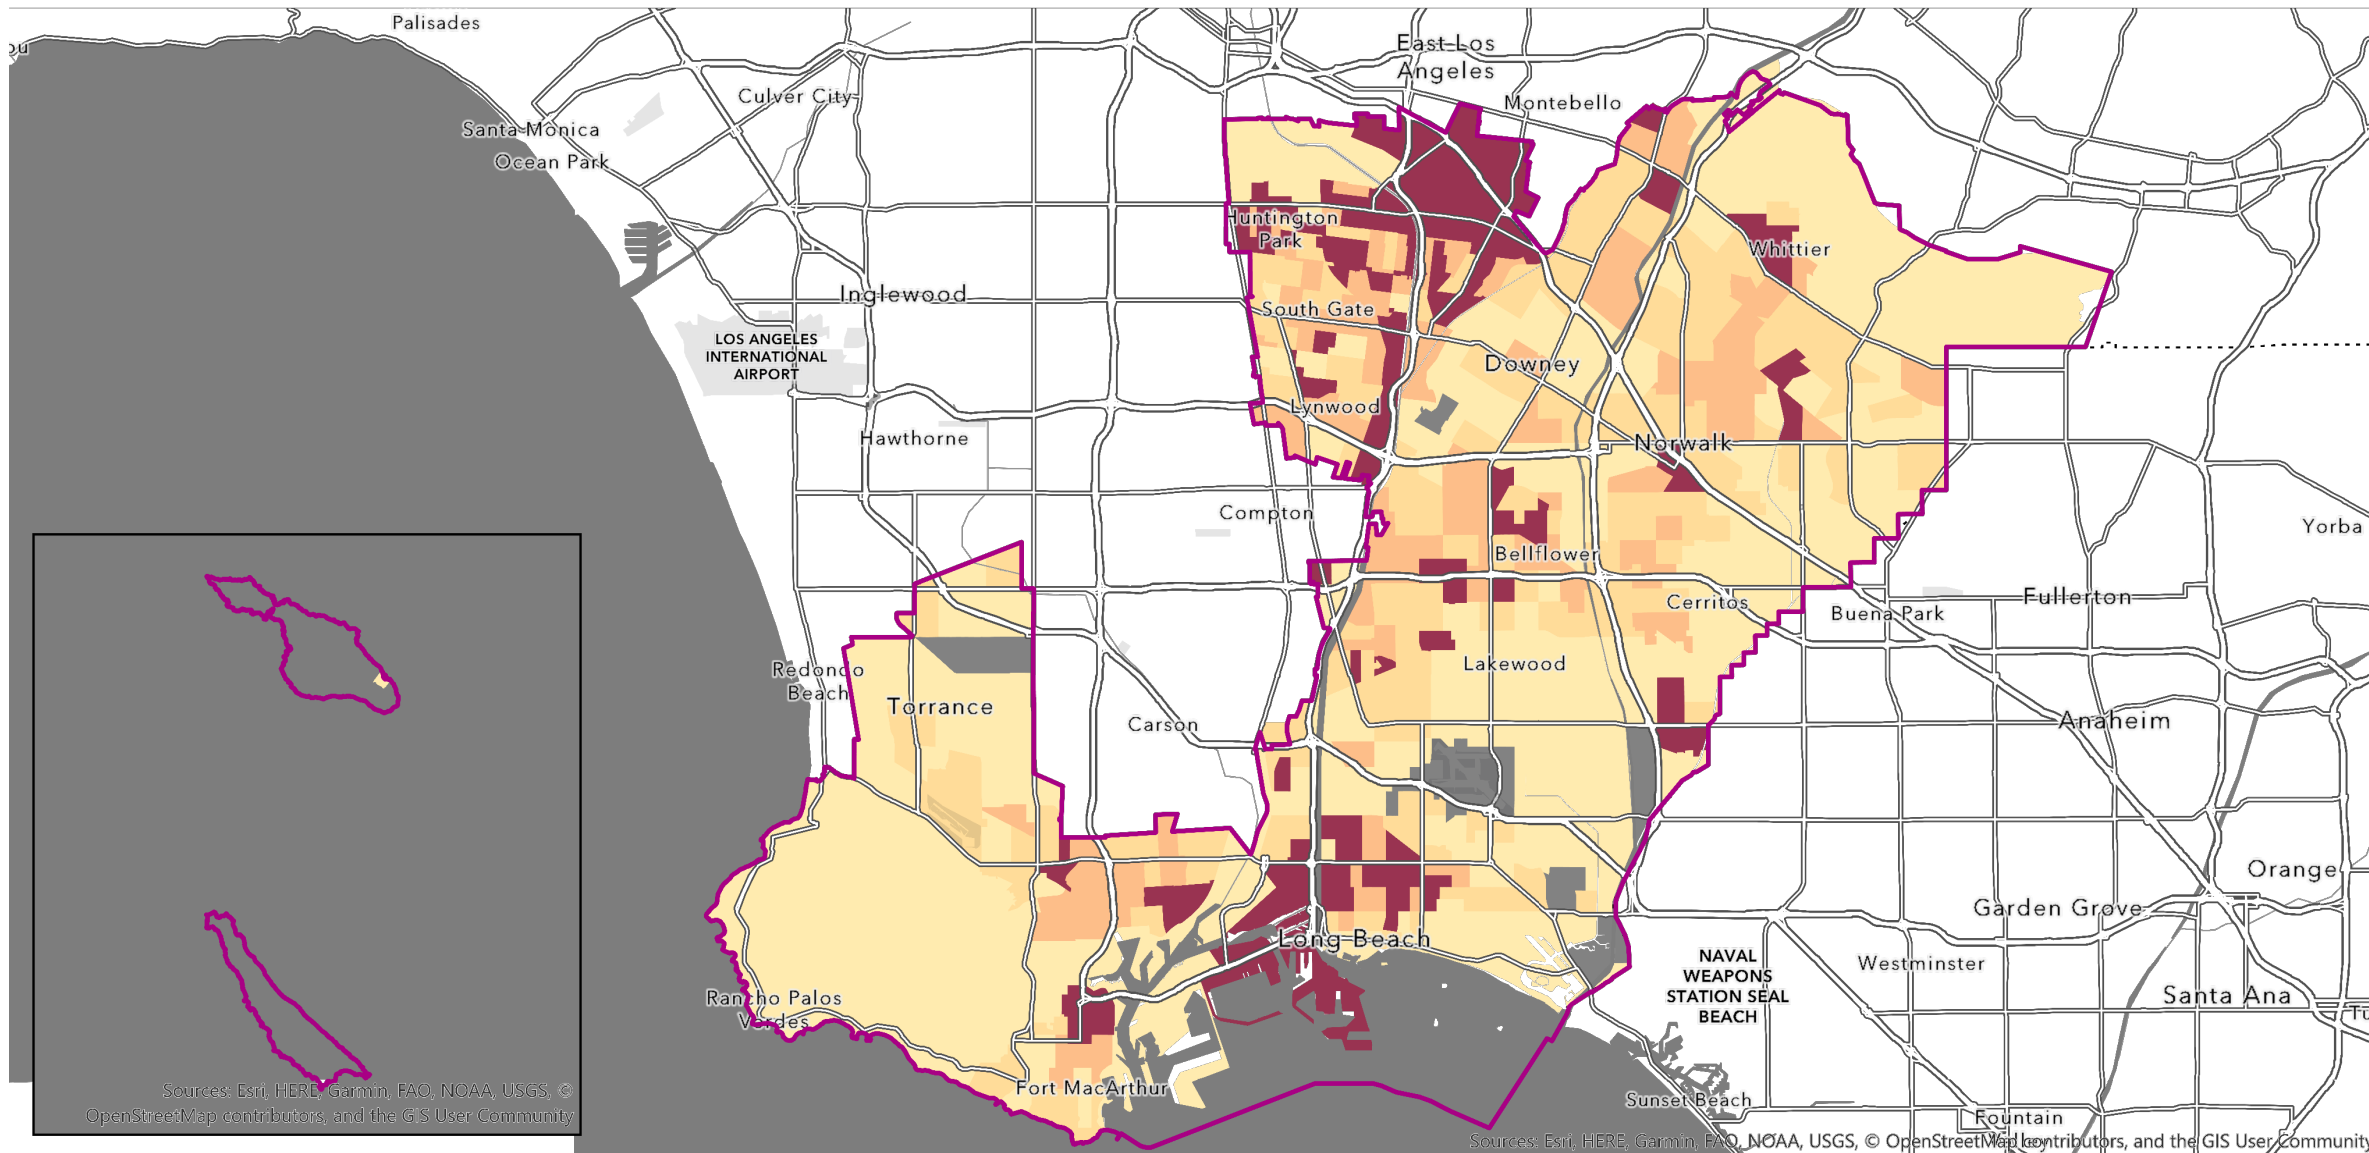 Palisades
East Los
Angeles
Culver City
Montebello
Santa Monica
Ocean Park
Huntington
Park
Whittier
Inglewood
South Gate
LOS ANGELES
INTERNATIONAL
AIRPORT
Downey
Lynwood
Hawthorne
Norwalk
Compton
Yorba
Bellflower
Cerritos
Fullerton
Buena Park
Redondo
Beach
Lakewood
Torrance
Carson
Anaheim
Orange
Garden Grove
Long Beach
NAVAL
WEAPONS
STATION SEAL
BEACH
Westminster
Rancho Palos
Verdes
Santa Ana
Fort MacArthur
Sunset Beach
Fountain
Sources: Esri, HERE, Garmin, FAO, NOAA, USGS, ©
OpenStreetMap contributors, and the GIS User Community
Sources: Esri, HERE, Garmin, FAO, NOAA, USGS, © OpenStreetMap contributors, and the GIS User Community